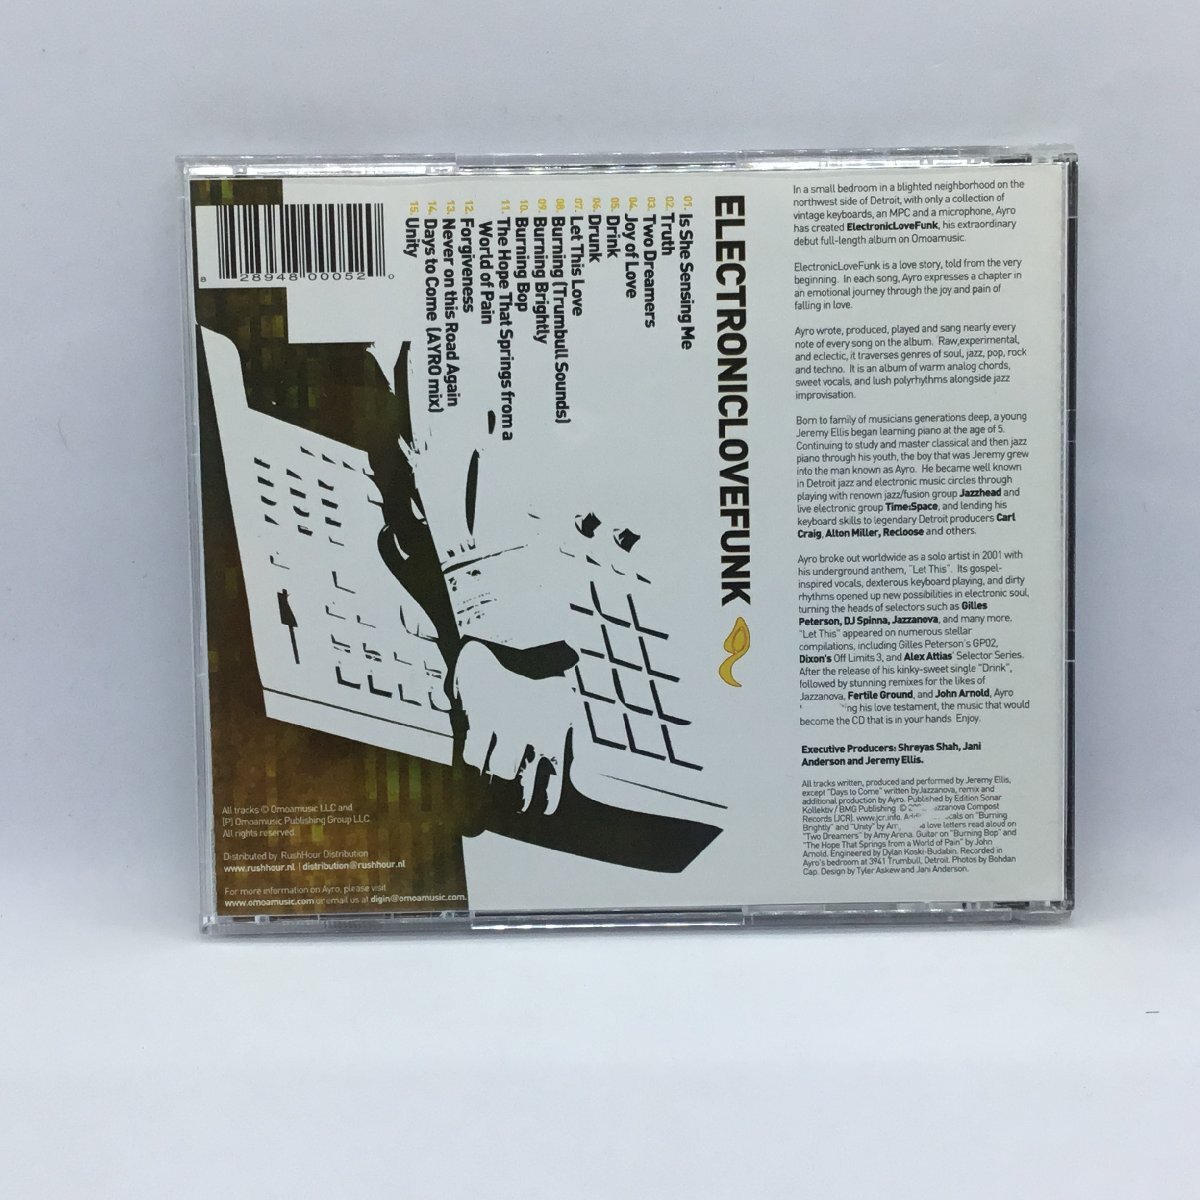 ELECTRONICLOVEFUNK
01. Is She Sensing Me
02. Truth
03. Two Dreamers
04. Joy of Love
05. Drink
06. Drunk
07. Let This Love
08. Burning (Trumbull Sounds)
09. Burning Brightly
10. Burning Bop
11. The Hope That Springs from a
World of Pain
12. Forgiveness
13. Never on this Road Again
14. Days to Come (AYRO mix)
15. Unity
8 28948 00052 0
In a small bedroom in a blighted neighborhood on the
northwest side of Detroit, with only a collection of
vintage keyboards, an MPC and a microphone, Ayro
has created ElectronicLoveFunk, his extraordinary
debut full-length album on Omoamusic.
ElectronicLoveFunk is a love story, told from the very
beginning. In each song, Ayro expresses a chapter in
an emotional journey through the joy and pain of
falling in love.
Ayro wrote, produced, played and sang nearly every
note of every song on the album. Raw,experimental,
and eclectic, it traverses genres of soul, jazz, pop, rock
and techno. It is an album of warm analog chords,
sweet vocals, and lush polyrhythms alongside jazz
improvisation.
Born to family of musicians generations deep, a young
Jeremy Ellis began learning piano at the age of 5.
Continuing to study and master classical and then jazz
piano through his youth, the boy that was Jeremy grew
into the man known as Ayro. He became well known
in Detroit jazz and electronic music circles through
playing with renown jazz/fusion group Jazzhead and
live electronic group Time:Space, and lending his
keyboard skills to legendary Detroit producers Carl
Craig, Alton Miller, Recloose and others.
Ayro broke out worldwide as a solo artist in 2001 with
his underground anthem, "Let This". Its gospel-
inspired vocals, dexterous keyboard playing, and dirty
rhythms opened up new possibilities in electronic soul,
turning the heads of selectors such as Gilles
Peterson, DJ Spinna, Jazzanova, and many more.
"Let This" appeared on numerous stellar
compilations, including Gilles Peterson's GP02,
Dixon's Off Limits 3, and Alex Attias' Selector Series.
After the release of his kinky-sweet single "Drink",
followed by stunning remixes for the likes of
Jazzanova, Fertile Ground, and John Arnold, Ayro
his love testament, the music that would
become the CD that is in your hands Enjoy.
Executive Producers: Shreyas Shah, Jani
Anderson and Jeremy Ellis.
All tracks written, produced and performed by Jeremy Ellis,
except "Days to Come" written by Jazzanova, remix and
additional production by Ayro. Published by Edition Sonar
Kollektiv / BMG Publishing © Compost
Records (JCR). www.jcr.info. on "Burning
Brightly" and "Unity" by love letters read aloud on
"Two Dreamers" by Amy Arena. Guitar on "Burning Bop" and
"The Hope That Springs from a World of Pain" by John
Arnold. Engineered by Dylan Koski-Budabin. Recorded in
Ayro's bedroom at 3941 Trumbull, Detroit. Photos by Bohdan
Cap. Design by Tyler Askew and Jani Anderson.
All tracks © Omoamusic LLC and
[P] Omoamusic Publishing Group LLC
All rights reserved.
Distributed by RushHour Distribution
www.rushhour.nl | distribution@rushhour.nl
For more information on Ayro, please visit
www.omoamusic.com or email us at digin@omoamusic.com.